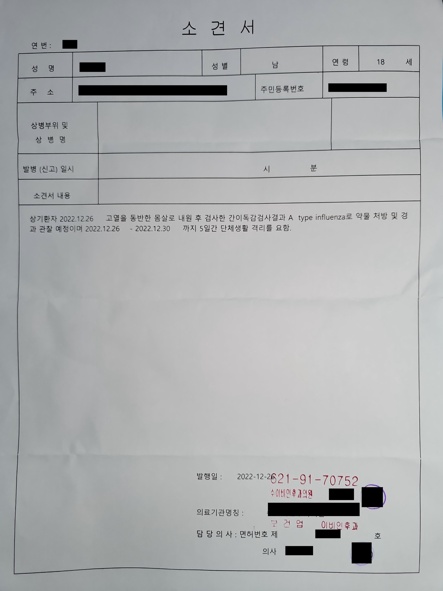 소 견 서
연 번 :
성 명 성 별 남 연 령 18 세
주 소 주민등록번호
상병부위 및
상 병 명
발병 (신고) 일시 시 분
소견서 내용
상기환자 2022.12.26 고열을 동반한 몸살로 내원 후 검사한 간이독감검사결과 A type influenza로 약물 처방 및 경
과 관찰 예정이며 2022.12.26 - 2022.12.30 까지 5일간 단체생활 격리를 요함.
발행일 : 2022-12-26
621-91-70752
이비인후과의원
의료기관명칭 :
보 건 업 이비인후과
담 당 의 사 : 면허번호 제 호
의사